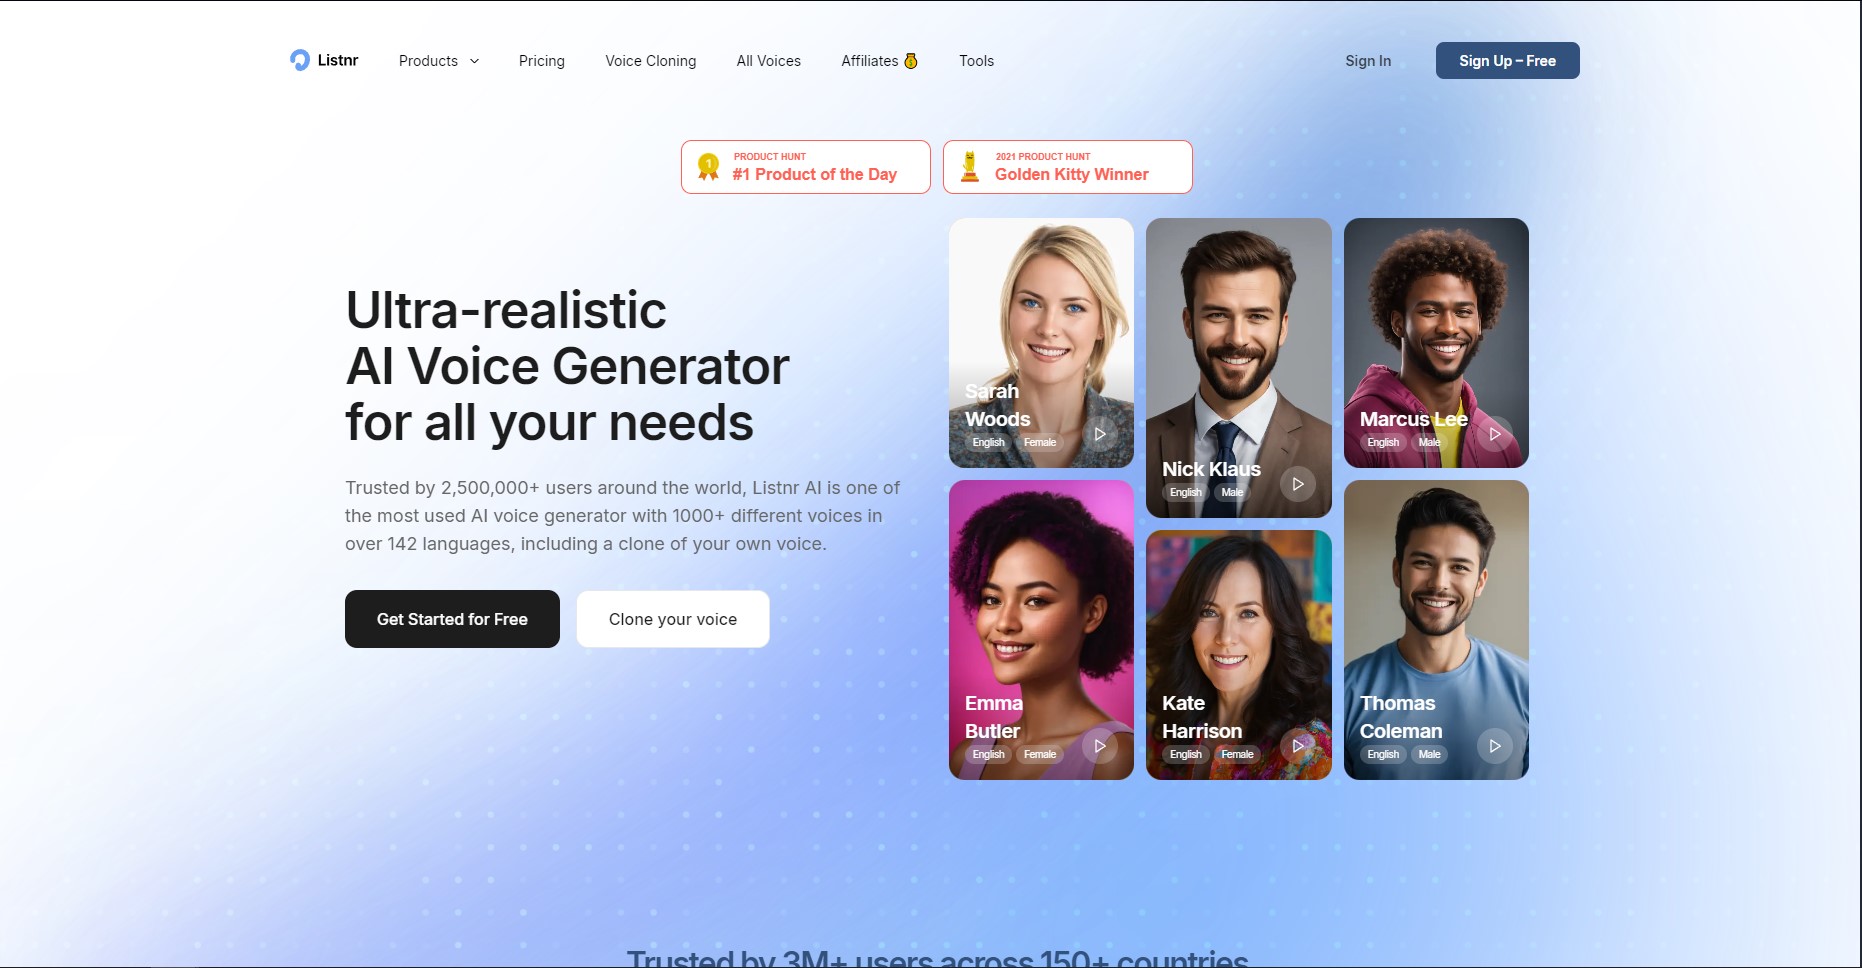 Listnr
Products
Pricing
Voice Cloning
All Voices
Affiliates
Tools
Sign In
Sign Up – Free
1
PRODUCT HUNT
#1 Product of the Day
2021 PRODUCT HUNT
Golden Kitty Winner
Ultra-realistic
AI Voice Generator
for all your needs
Trusted by 2,500,000+ users around the world, Listnr AI is one of
the most used AI voice generator with 1000+ different voices in
over 142 languages, including a clone of your own voice.
Get Started for Free
Clone your voice
Sarah
Woods
English Female
Nick Klaus
English Male
Marcus Lee
English Male
Emma
Butler
English Female
Kate
Harrison
English Female
Thomas
Coleman
English Male
Trusted by 3M+ users across 150+ countries